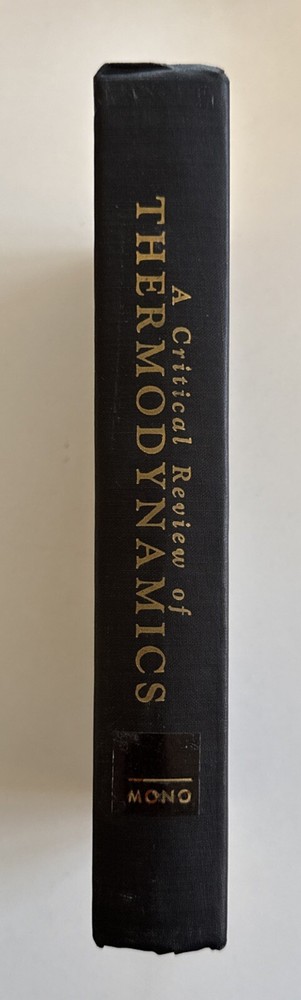 A Critical Review of
THERMODYNAMICS
MONO